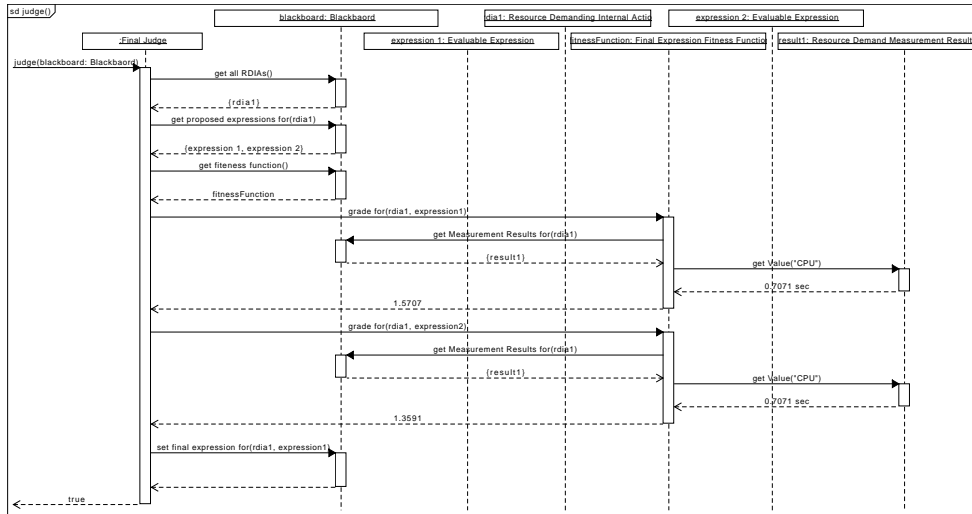 sd judge()
blackboard: Blackbaord
rdia1: Resource Demanding Internal Actio
expression 2: Evaluable Expression
:Final Judge
expression 1: Evaluable Expression
fitnessFunction: Final Expression Fitness Functio
result1: Resource Demand Measurement Result
judge(blackboard: Blackbaord)
get all RDIAs()
{rdia1}
get proposed expressions for(rdia1)
{expression 1, expression 2}
get fiteness function()
fitnessFunction
grade for(rdia1, expression1)
get Measurement Results for(rdia1)
{result1}
get Value("CPU")
0.7071 sec
1.5707
grade for(rdia1, expression2)
get Measurement Results for(rdia1)
{result1}
get Value("CPU")
0.7071 sec
1.3591
set final expression for(rdia1, expression1)
true